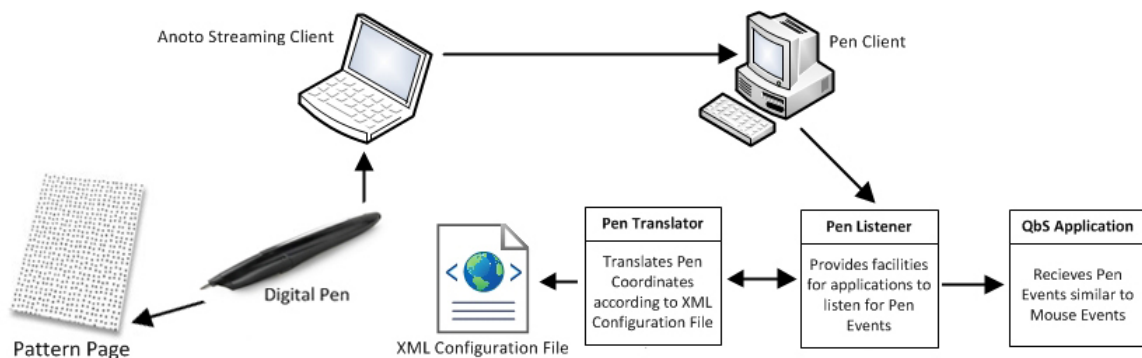 Anoto Streaming Client
Pen Client
Digital Pen
Pattern Page
XML Configuration File
Pen Translator
Translates Pen
Coordinates
according to XML
Configuration File
Pen Listener
Provides facilities
for applications to
listen for Pen
Events
QbS Application
Recieves Pen
Events similar to
Mouse Events